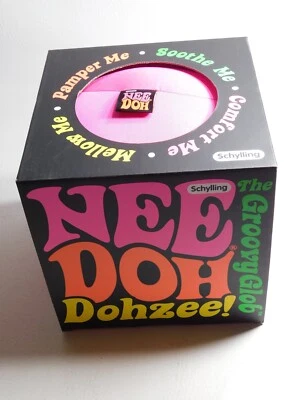 Pamper Me • Soothe Me • Comfort Me • Mellow Me •
NEE
DOH
Schylling
Schylling
NEE
DOH®
Dohzee!
The Groovy Glob